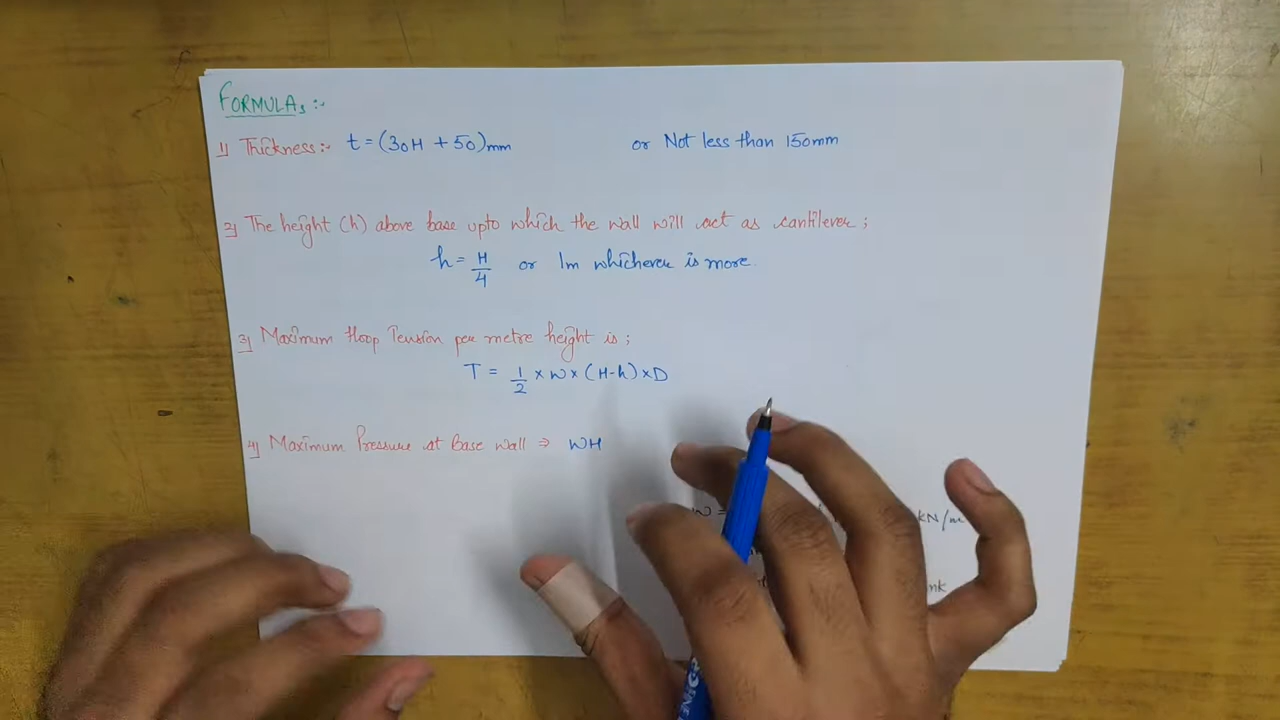 FORMULAs :-
1) Thickness:- t = (30H + 50)mm or Not less than 150mm
2) The height (h) above base upto which the wall will act as cantilever ;
h = H/4 or 1m whichever is more.
3) Maximum Hoop Tension per metre height is ;
T = 1/2 × w × (H-h) × D
4) Maximum Pressure at Base wall ⇒ WH
w =
kN/m